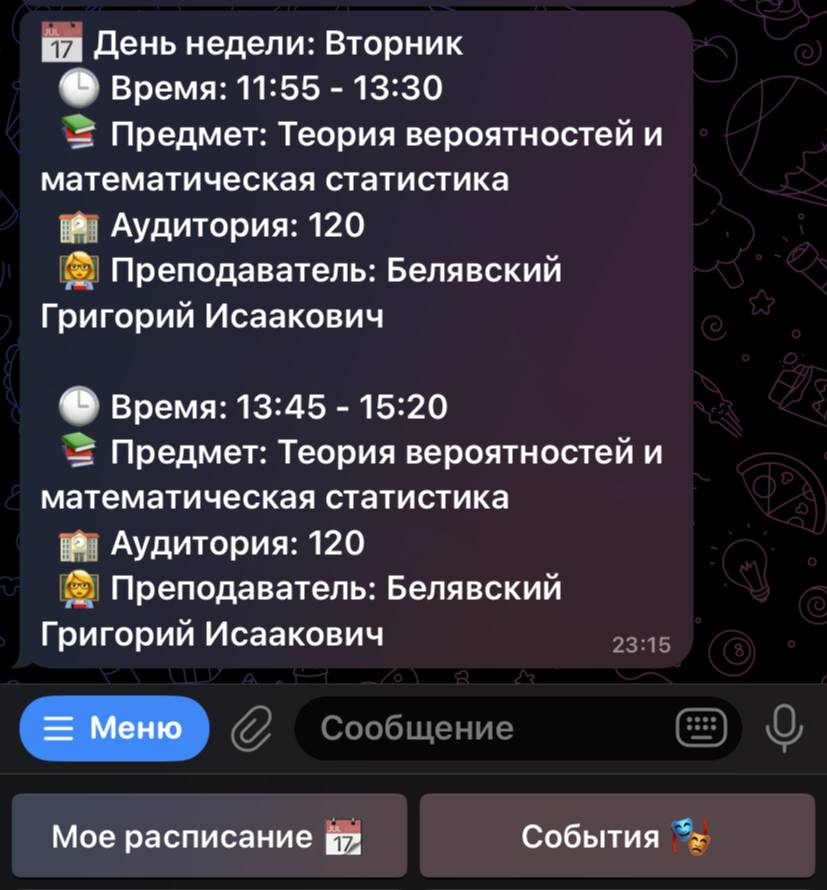 День недели: Вторник
Время: 11:55 - 13:30
Предмет: Теория вероятностей и
математическая статистика
Аудитория: 120
Преподаватель: Белявский
Григорий Исаакович
Время: 13:45 - 15:20
Предмет: Теория вероятностей и
математическая статистика
Аудитория: 120
Преподаватель: Белявский
Григорий Исаакович
23:15
Меню
Сообщение
Мое расписание
События